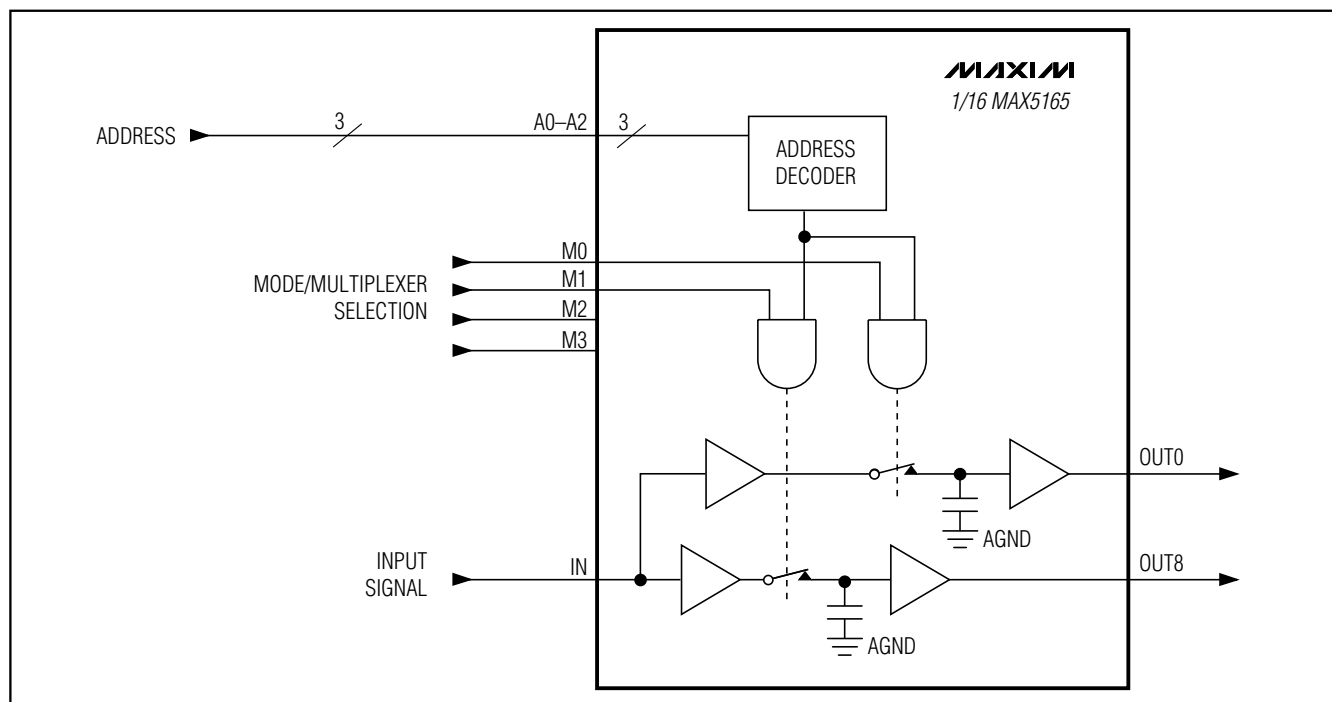 MAXIM
1/16 MAX5165
ADDRESS
3
A0–A2
3
ADDRESS
DECODER
MODE/MULTIPLEXER
SELECTION
M0
M1
M2
M3
OUT0
AGND
INPUT
SIGNAL
IN
OUT8
AGND